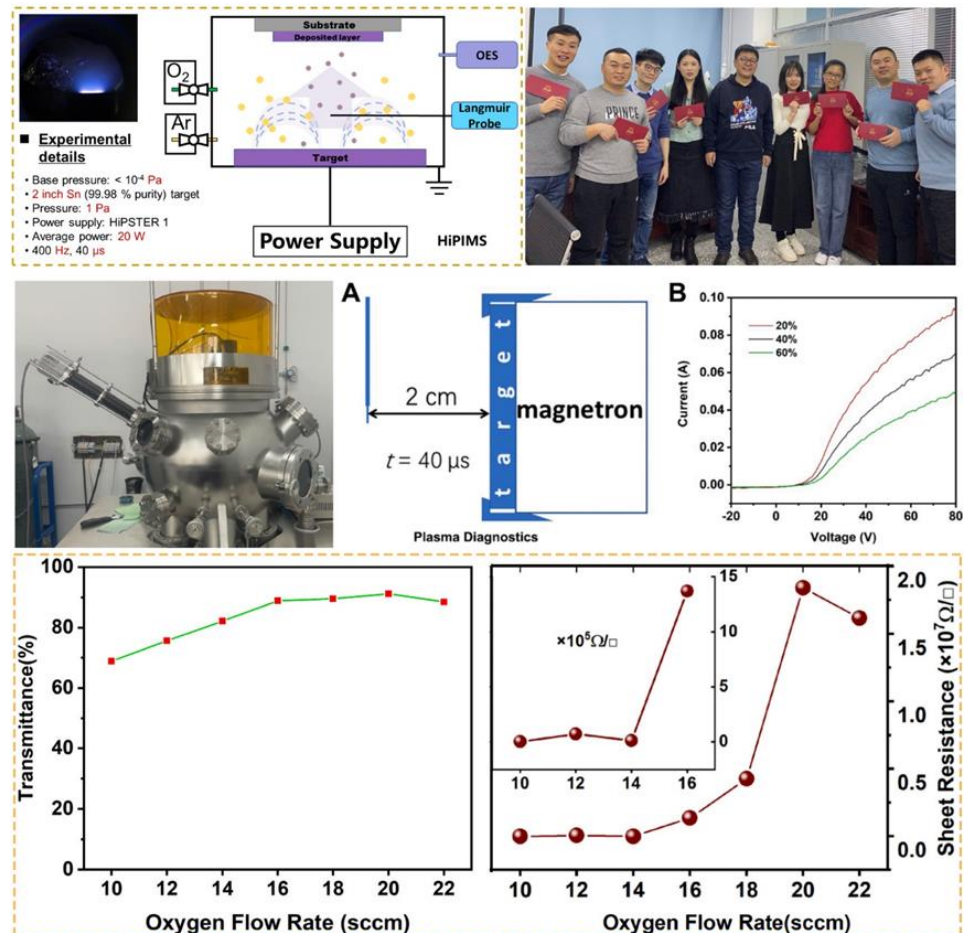 Substrate
Deposited layer
O₂
Ar
OES
Langmuir
Probe
Target
Power Supply
HiPIMS
■ Experimental
details
• Base pressure: < 10⁻⁴ Pa
• 2 inch Sn (99.98 % purity) target
• Pressure: 1 Pa
• Power supply: HiPSTER 1
• Average power: 20 W
• 400 Hz, 40 μs
PRINCE
FILA
A
2 cm
t = 40 μs
target
magnetron
Plasma Diagnostics
B
20%
40%
60%
Current (A)
0.10
0.08
0.06
0.04
0.02
0.00
-20 0 20 40 60 80
Voltage (V)
Transmittance(%)
100
80
60
40
20
0
10 12 14 16 18 20 22
Oxygen Flow Rate (sccm)
×10⁵Ω/□
15
10
5
0
10 12 14 16
2.0
1.5
1.0
0.5
0.0
Sheet Resistance (×10⁷Ω/□)
10 12 14 16 18 20 22
Oxygen Flow Rate(sccm)